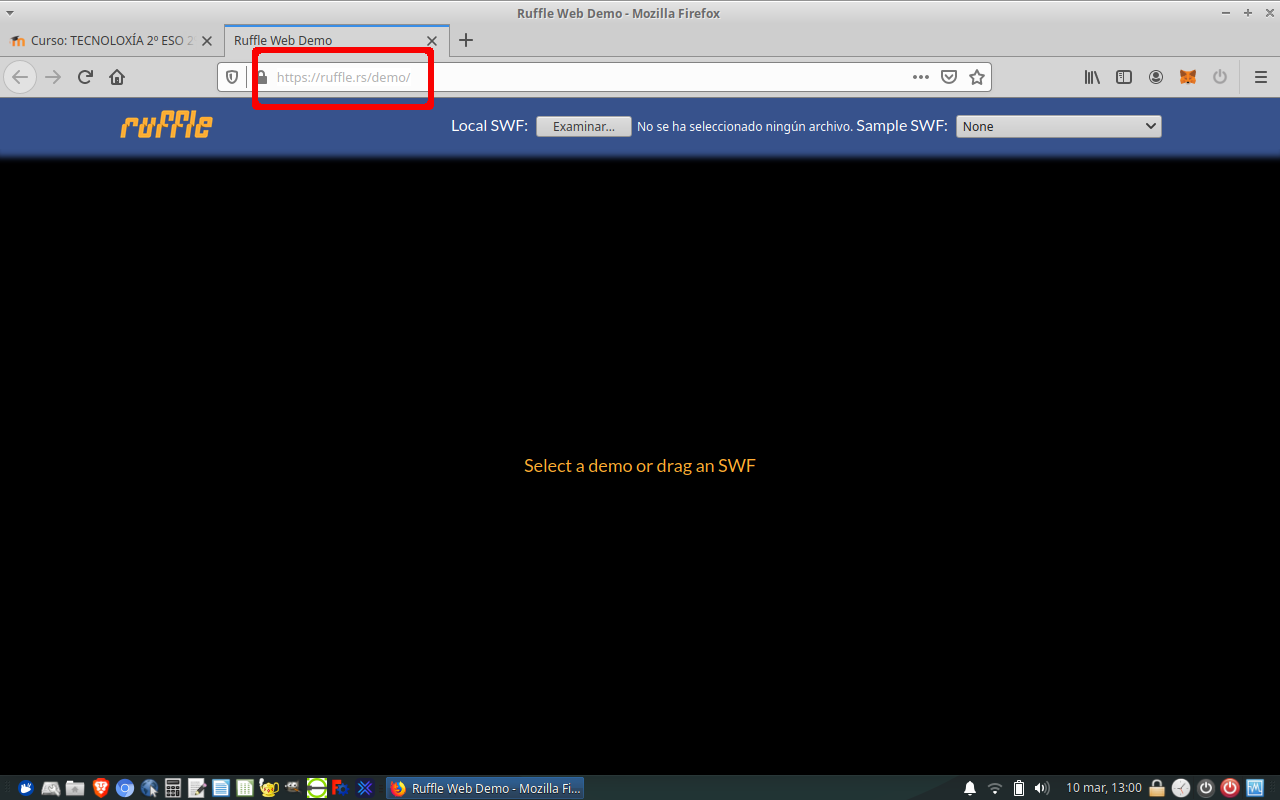 Ruffle Web Demo - Mozilla Firefox
Curso: TECNOLOXÍA 2º ESO 2
Ruffle Web Demo
https://ruffle.rs/demo/
ruffle
Local SWF: Examinar... No se ha seleccionado ningún archivo. Sample SWF: None
Select a demo or drag an SWF
Ruffle Web Demo - Mozilla Fi...
10 mar, 13:00